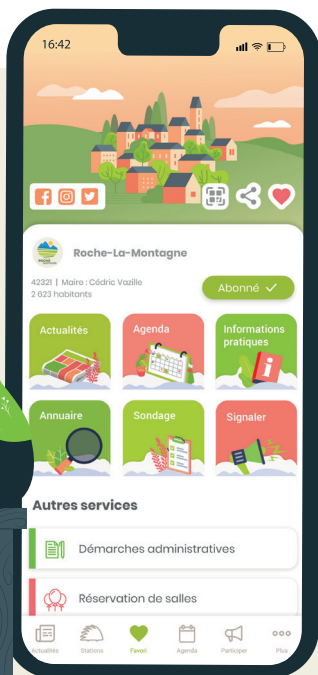 16:42
Roche-La-Montagne
42321 | Maire : Cédric Vazille
2 623 habitants
Abonné
Actualités
Agenda
Informations
pratiques
Annuaire
Sondage
Signaler
Autres services
Démarches administratives
Réservation de salles
Actualités
Stations
Favori
Agenda
Participer
Plus